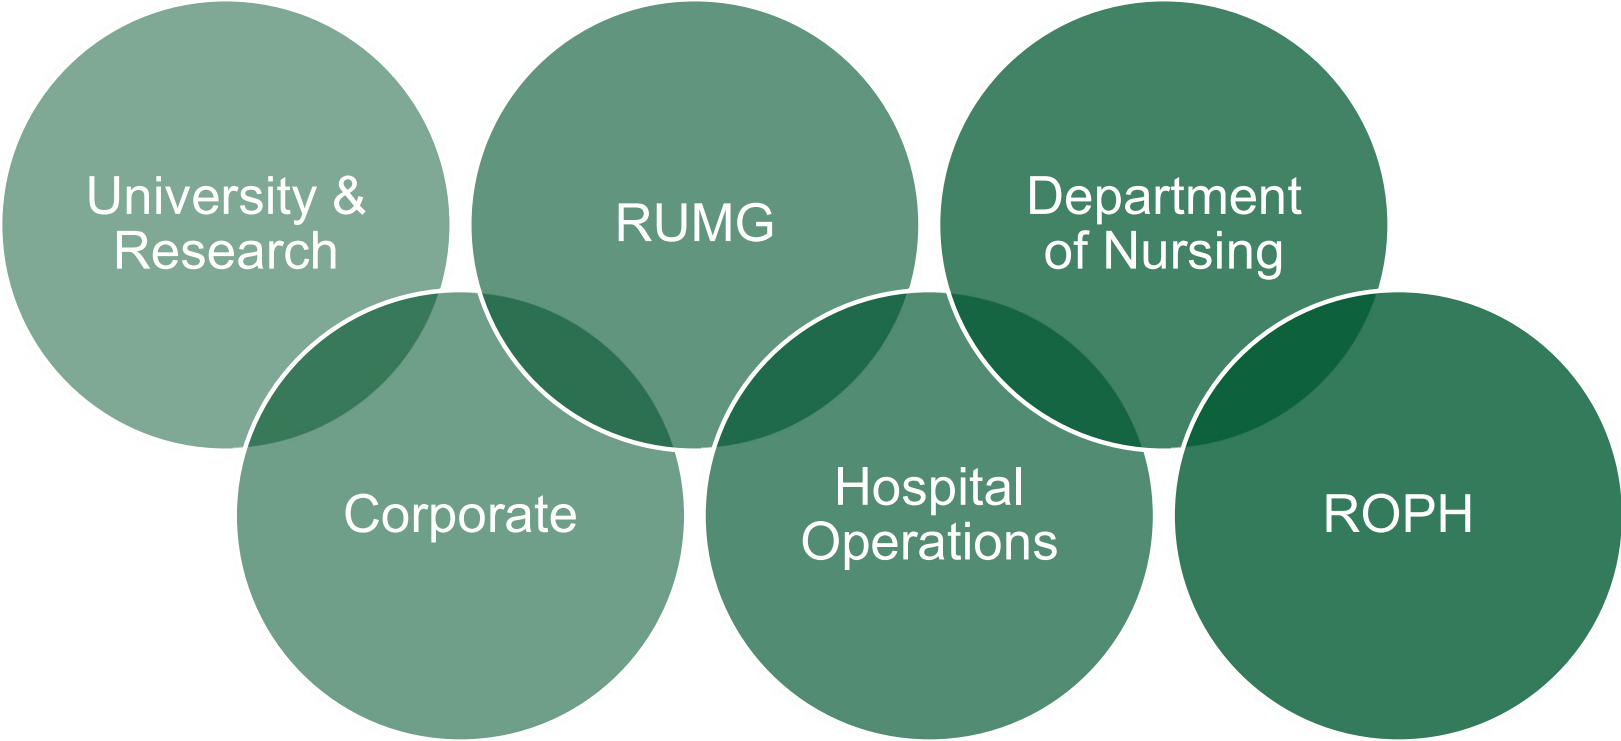 University &
Research
RUMG
Department
of Nursing
Corporate
Hospital
Operations
ROPH